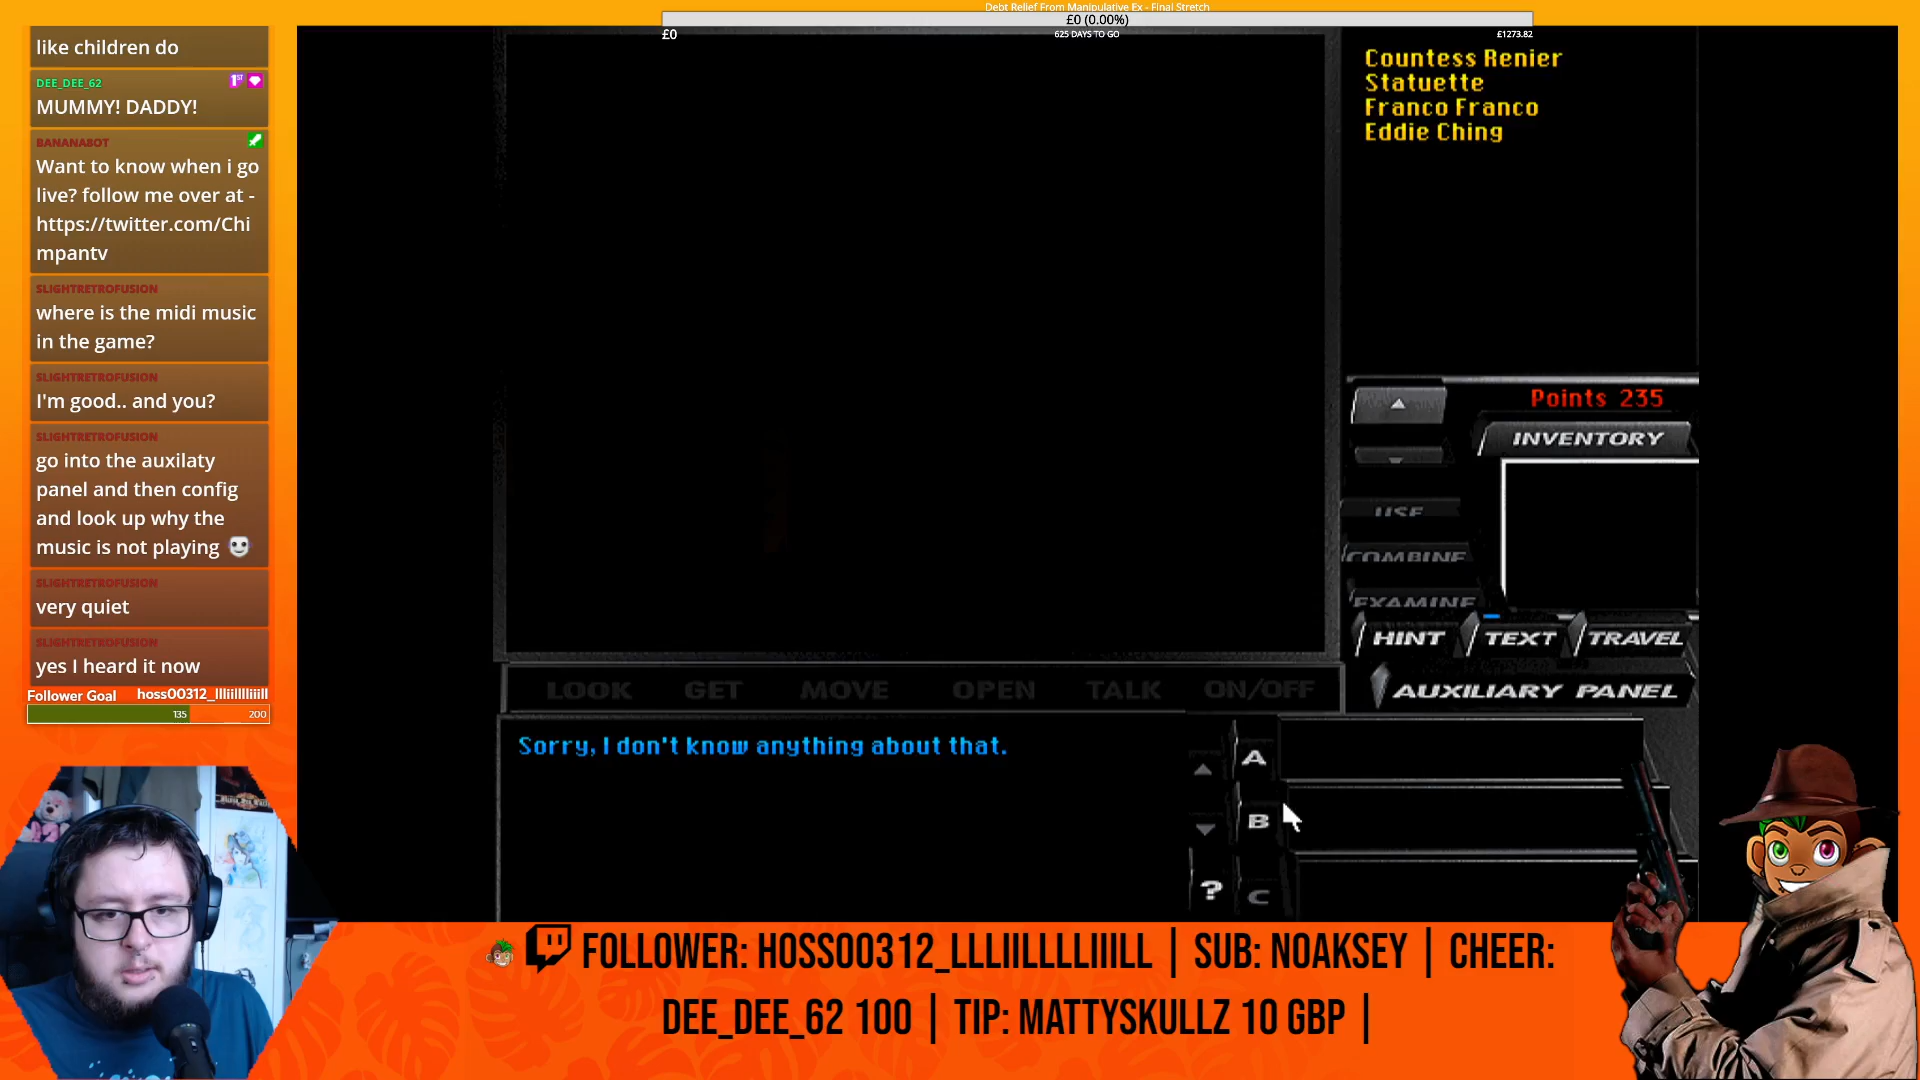 Debt Relief From Manipulative Ex - Final Stretch
£0 (0.00%)
£0
625 DAYS TO GO
£1273.82
like children do
DEE_DEE_62
1ST
MUMMY! DADDY!
BANANABOT
Want to know when i go
live? follow me over at -
https://twitter.com/Chi
mpantv
SLIGHTRETROFUSION
where is the midi music
in the game?
SLIGHTRETROFUSION
I'm good.. and you?
SLIGHTRETROFUSION
go into the auxilaty
panel and then config
and look up why the
music is not playing
SLIGHTRETROFUSION
very quiet
SLIGHTRETROFUSION
yes I heard it now
Follower Goal
135
200
Countess Renier
Statuette
Franco Franco
Eddie Ching
Points 235
INVENTORY
USE
COMBINE
EXAMINE
HINT TEXT TRAVEL
AUXILIARY PANEL
LOOK GET MOVE OPEN TALK ON/OFF
Sorry, I don't know anything about that.
A
B
?
C
FOLLOWER: HOSS00312_LLLIILLLLIIILL | SUB: NOAKSEY | CHEER:
DEE_DEE_62 100 | TIP: MATTYSKULLZ 10 GBP |